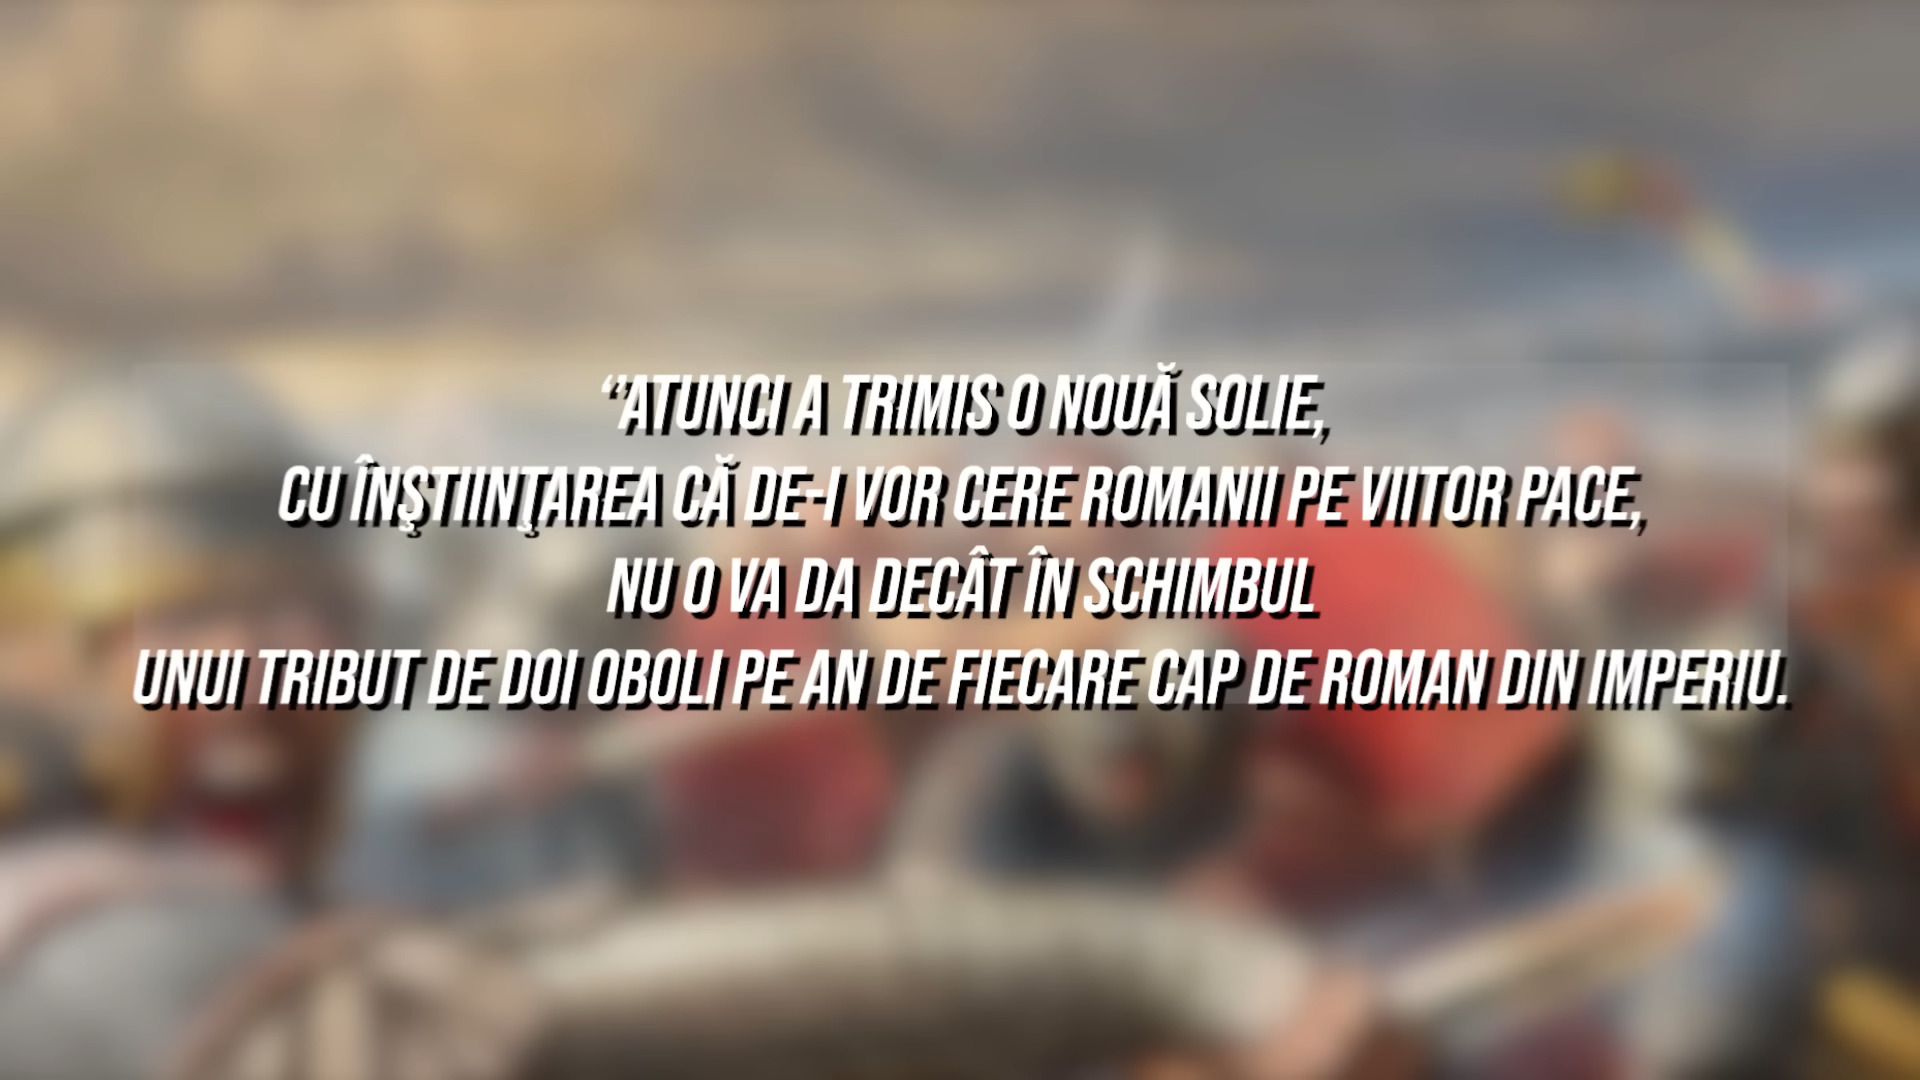 “ATUNCI A TRIMIS O NOUĂ SOLIE,
CU ÎNŞTIINŢAREA CĂ DE-I VOR CERE ROMANII PE VIITOR PACE,
NU O VA DA DECÂT ÎN SCHIMBUL
UNUI TRIBUT DE DOI OBOLI PE AN DE FIECARE CAP DE ROMAN DIN IMPERIU.